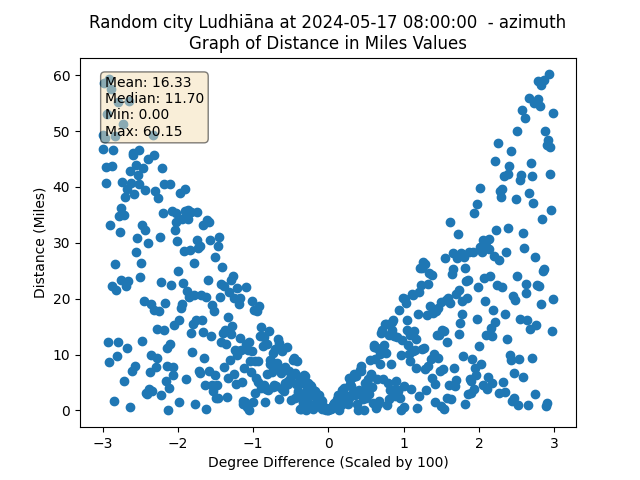 Random city Ludhiāna at 2024-05-17 08:00:00 - azimuth
Graph of Distance in Miles Values
Mean: 16.33
Median: 11.70
Min: 0.00
Max: 60.15
Distance (Miles)
60
50
40
30
20
10
0
−3 −2 −1 0 1 2 3
Degree Difference (Scaled by 100)